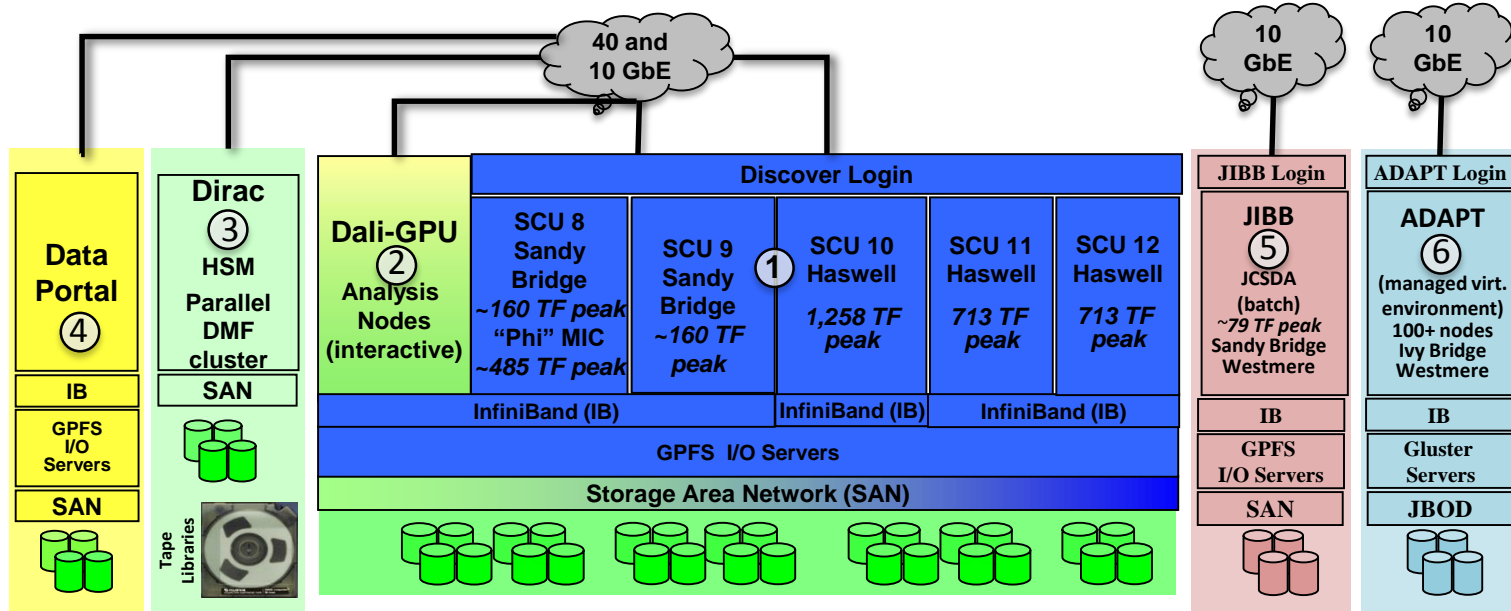 40 and
10 GbE
10
GbE
10
GbE
Data
Portal
4
IB
GPFS
I/O
Servers
SAN
Dirac
3
HSM
Parallel
DMF
cluster
SAN
Tape
Libraries
Discover Login
Dali-GPU
2
Analysis
Nodes
(interactive)
SCU 8
Sandy
Bridge
~160 TF peak
“Phi” MIC
~485 TF peak
SCU 9
Sandy
Bridge
~160 TF
peak
1
SCU 10
Haswell
1,258 TF
peak
SCU 11
Haswell
713 TF
peak
SCU 12
Haswell
713 TF
peak
InfiniBand (IB)
InfiniBand (IB)
InfiniBand (IB)
GPFS I/O Servers
Storage Area Network (SAN)
JIBB Login
JIBB
5
JCSDA
(batch)
~79 TF peak
Sandy Bridge
Westmere
IB
GPFS
I/O Servers
SAN
ADAPT Login
ADAPT
6
(managed virt.
environment)
100+ nodes
Ivy Bridge
Westmere
IB
Gluster
Servers
JBOD